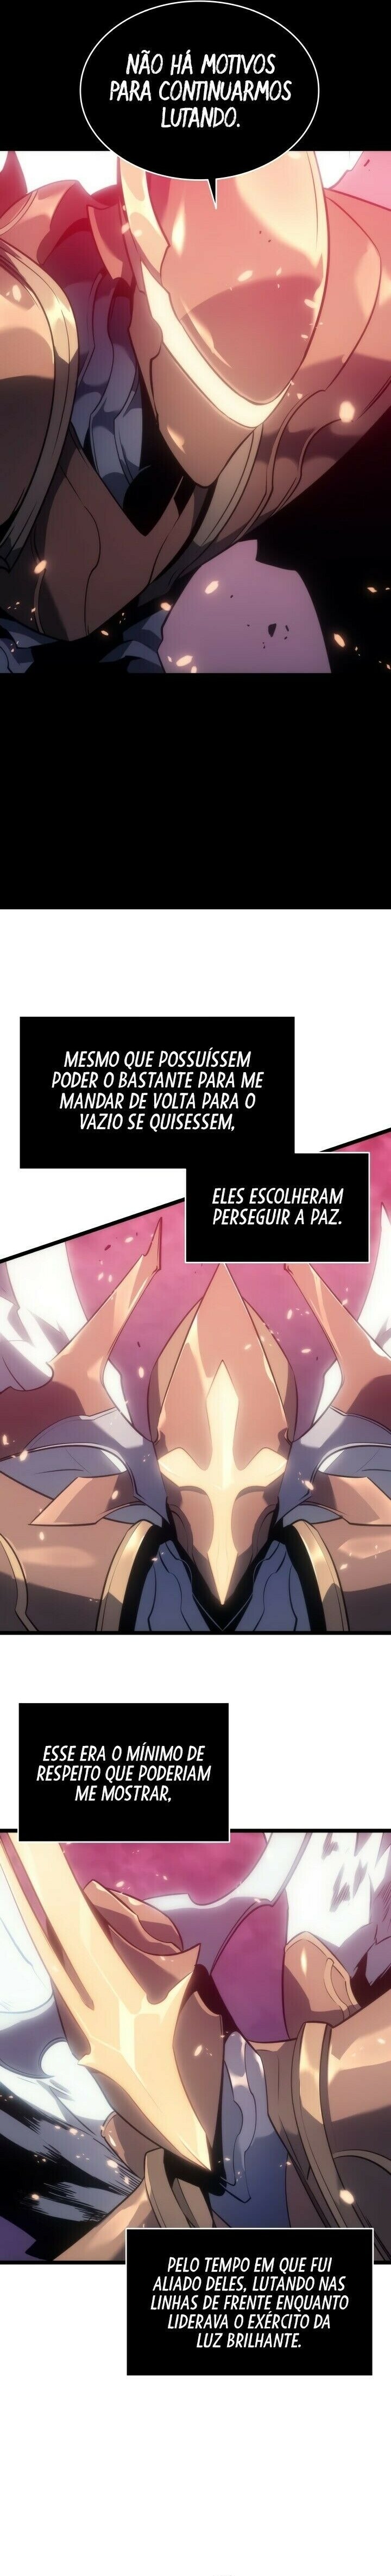 NÃO HÁ MOTIVOS
PARA CONTINUARMOS
LUTANDO.
MESMO QUE POSSUÍSSEM
PODER O BASTANTE PARA ME
MANDAR DE VOLTA PARA O
VAZIO SE QUISESSEM,
ELES ESCOLHERAM
PERSEGUIR A PAZ.
ESSE ERA O MÍNIMO DE
RESPEITO QUE PODERIAM
ME MOSTRAR,
PELO TEMPO EM QUE FUI
ALIADO DELES, LUTANDO NAS
LINHAS DE FRENTE ENQUANTO
LIDERAVA O EXÉRCITO DA
LUZ BRILHANTE.